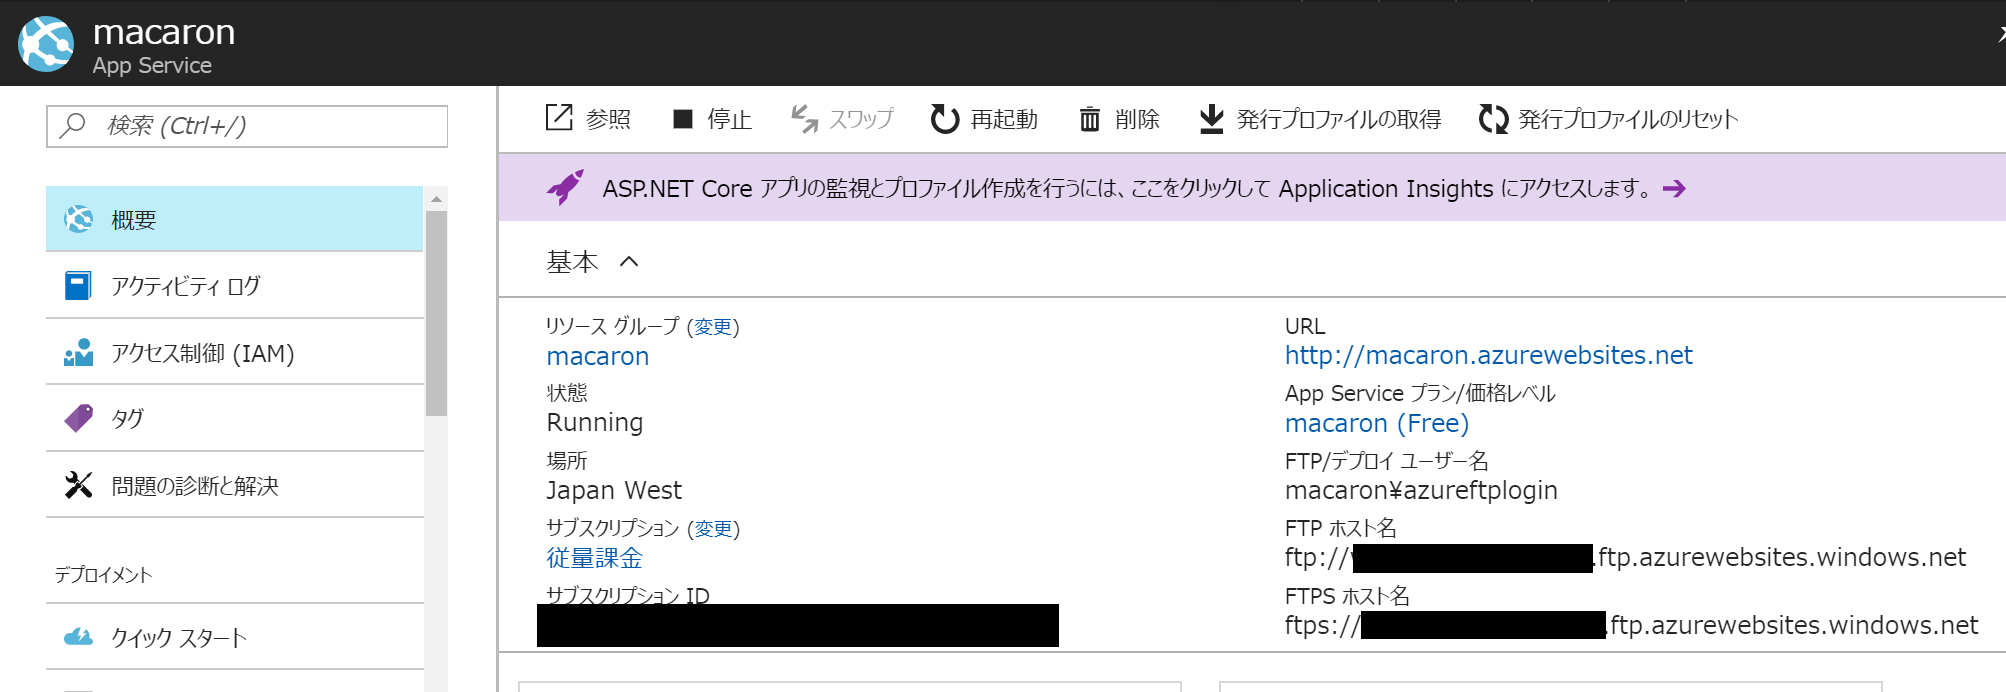 macaron
App Service
検索 (Ctrl+/)
概要
アクティビティ ログ
アクセス制御 (IAM)
タグ
問題の診断と解決
デプロイメント
クイック スタート
参照 停止 スワップ 再起動 削除 発行プロファイルの取得 発行プロファイルのリセット
ASP.NET Core アプリの監視とプロファイル作成を行うには、ここをクリックして Application Insights にアクセスします。
基本
リソース グループ (変更)
macaron
状態
Running
場所
Japan West
サブスクリプション (変更)
従量課金
サブスクリプション ID
URL
http://macaron.azurewebsites.net
App Service プラン/価格レベル
macaron (Free)
FTP/デプロイ ユーザー名
macaron¥azureftplogin
FTP ホスト名
ftp:// .ftp.azurewebsites.windows.net
FTPS ホスト名
ftps:// .ftp.azurewebsites.windows.net